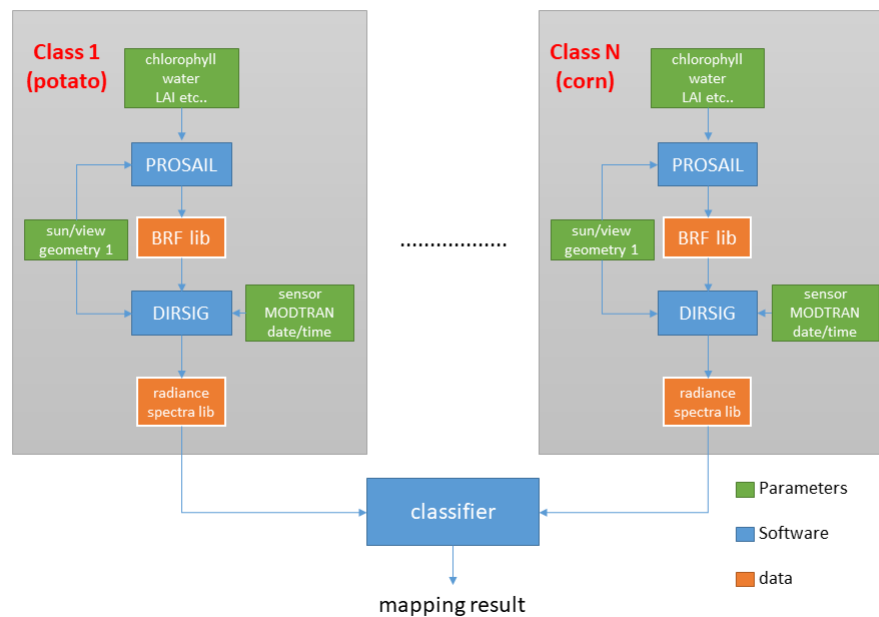 Class 1
(potato)
chlorophyll
water
LAI etc..
PROSAIL
sun/view
geometry 1
BRF lib
DIRSIG
sensor
MODTRAN
date/time
radiance
spectra lib
...................
Class N
(corn)
chlorophyll
water
LAI etc..
PROSAIL
sun/view
geometry 1
BRF lib
DIRSIG
sensor
MODTRAN
date/time
radiance
spectra lib
classifier
mapping result
Parameters
Software
data